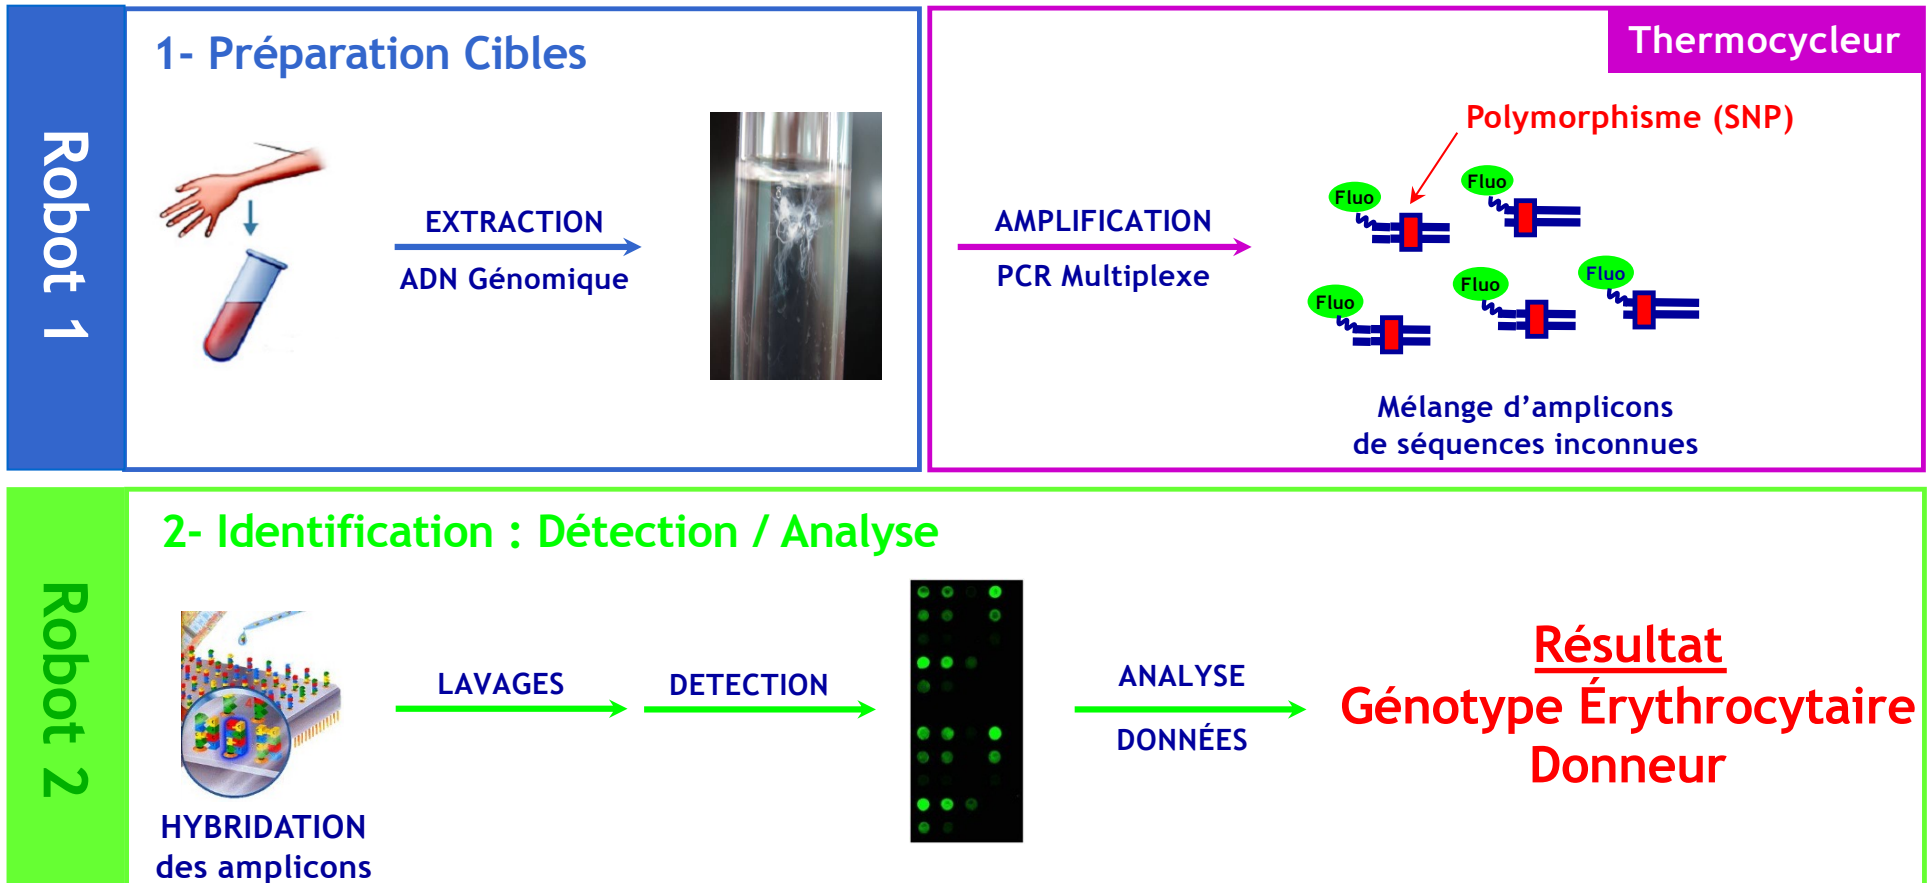 Robot 1
1- Préparation Cibles
EXTRACTION
ADN Génomique
Thermocycleur
AMPLIFICATION
PCR Multiplexe
Polymorphisme (SNP)
Fluo
Fluo
Fluo
Fluo
Fluo
Mélange d’amplicons
de séquences inconnues
Robot 2
2- Identification : Détection / Analyse
HYBRIDATION
des amplicons
LAVAGES
DETECTION
ANALYSE
DONNÉES
Résultat
Génotype Érythrocytaire
Donneur